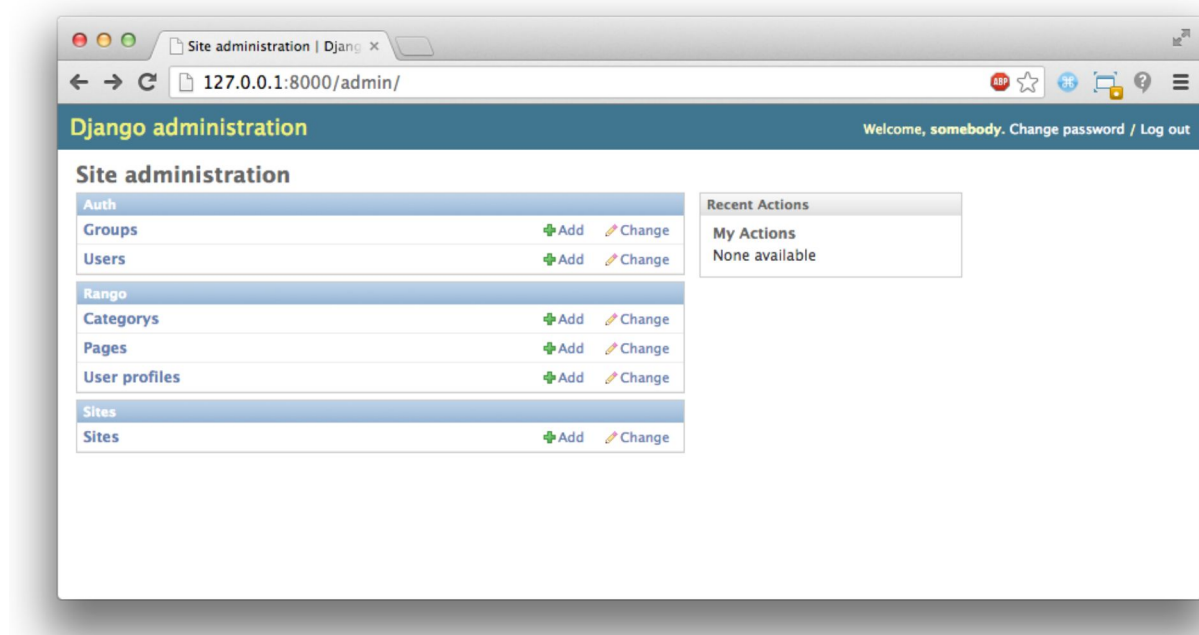 Site administration | Djang
127.0.0.1:8000/admin/
ABP
Django administration
Welcome, somebody. Change password / Log out
Site administration
Auth
Groups Add Change
Users Add Change
Rango
Categorys Add Change
Pages Add Change
User profiles Add Change
Sites
Sites Add Change
Recent Actions
My Actions
None available